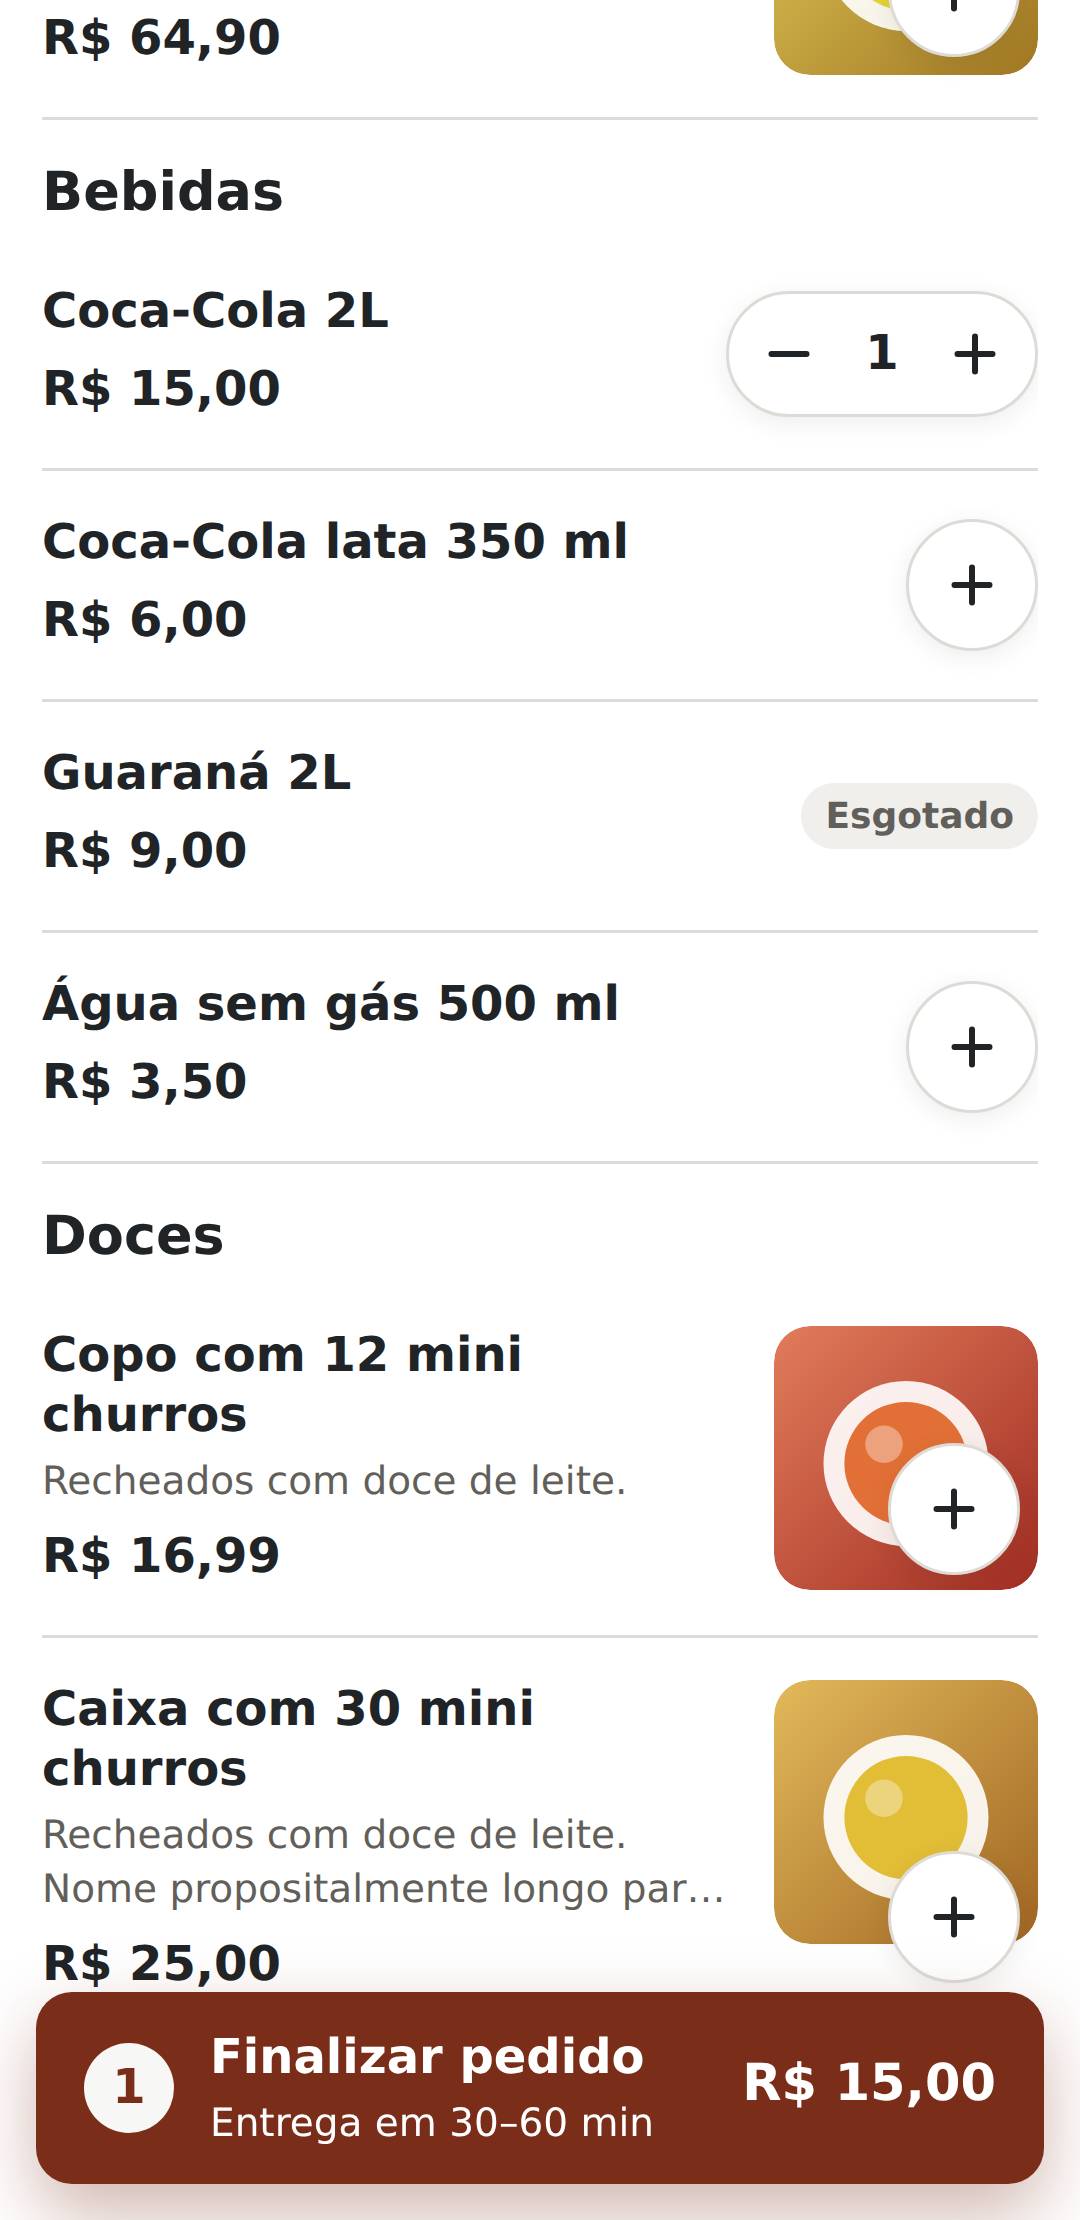 R$ 64,90
Bebidas
Coca-Cola 2L
R$ 15,00
1
Coca-Cola lata 350 ml
R$ 6,00
Guaraná 2L
R$ 9,00
Esgotado
Água sem gás 500 ml
R$ 3,50
Doces
Copo com 12 mini
churros
Recheados com doce de leite.
R$ 16,99
Caixa com 30 mini
churros
Recheados com doce de leite.
Nome propositalmente longo par…
R$ 25,00
1
Finalizar pedido
Entrega em 30–60 min
R$ 15,00